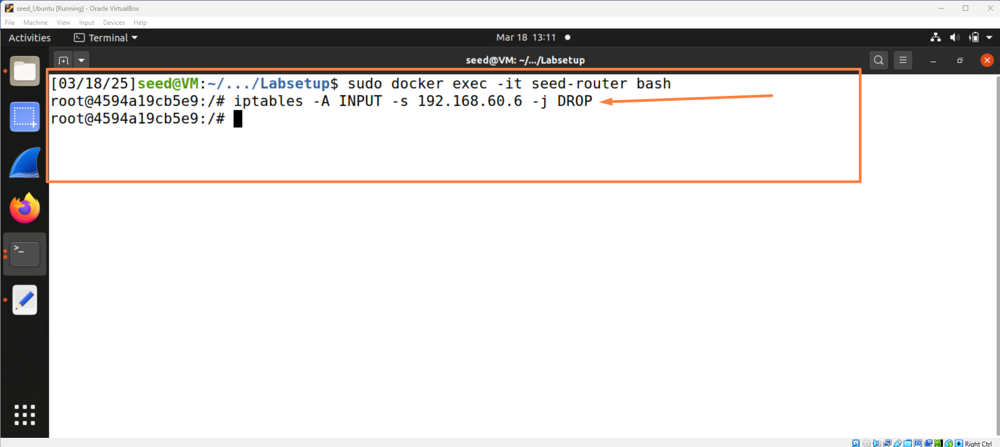 seed_Ubuntu [Running] - Oracle VirtualBox
File Machine View Input Devices Help
Activities Terminal Mar 18 13:11
seed@VM: ~/.../Labsetup
[03/18/25]seed@VM:~/.../Labsetup$ sudo docker exec -it seed-router bash
root@4594a19cb5e9:/# iptables -A INPUT -s 192.168.60.6 -j DROP
root@4594a19cb5e9:/#
>_
Right Ctrl